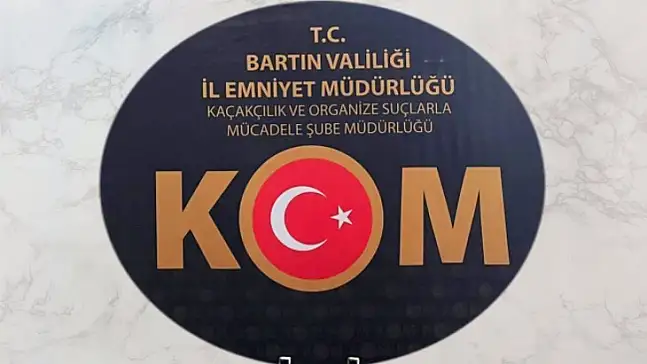 T.C.
BARTIN VALİLİĞİ
İL EMNİYET MÜDÜRLÜĞÜ
KAÇAKÇILIK VE ORGANİZE SUÇLARLA
MÜCADELE ŞUBE MÜDÜRLÜĞÜ
KOM